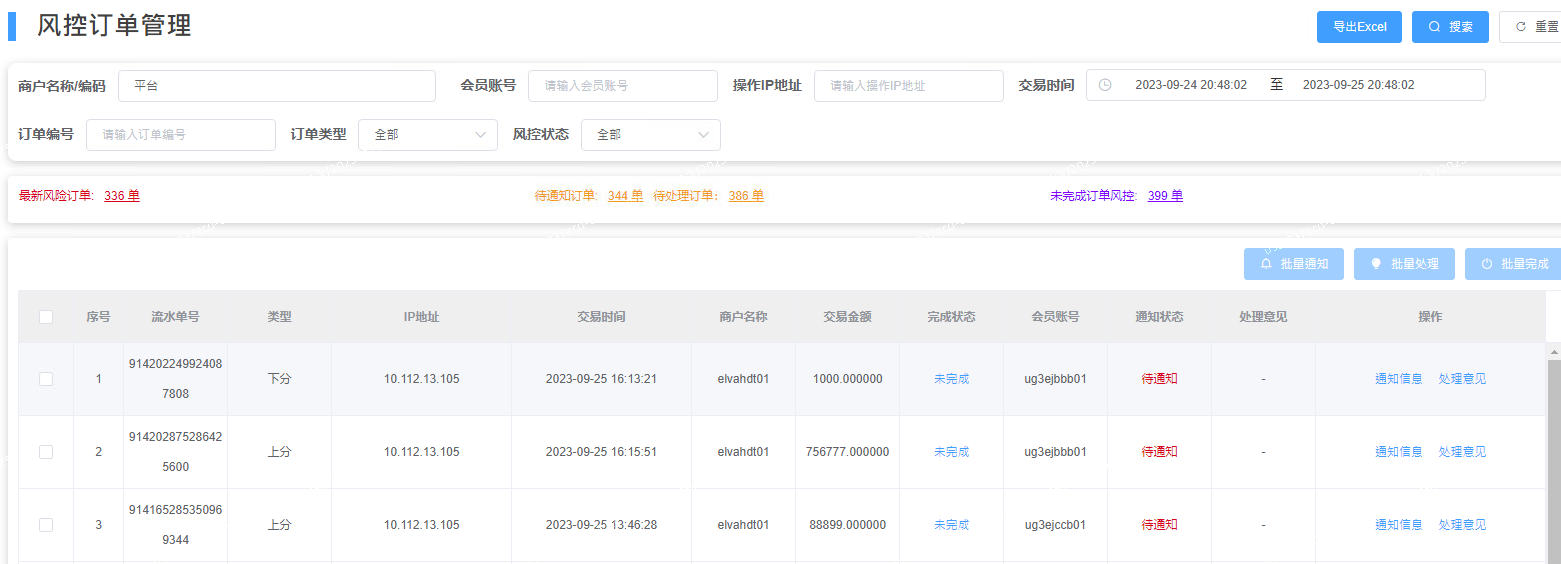 风控订单管理
导出Excel 搜索 重置
商户名称/编码 平台 会员账号 请输入会员账号 操作IP地址 请输入操作IP地址 交易时间 2023-09-24 20:48:02 至 2023-09-25 20:48:02
订单编号 请输入订单编号 订单类型 全部 风控状态 全部
最新风险订单: 336 单 待通知订单: 344 单 待处理订单: 386 单 未完成订单风控: 399 单
批量通知 批量处理 批量完成
序号 流水单号 类型 IP地址 交易时间 商户名称 交易金额 完成状态 会员账号 通知状态 处理意见 操作
91420224992408
1 下分 10.112.13.105 2023-09-25 16:13:21 elvahdt01 1000.000000 未完成 ug3ejbbb01 待通知 - 通知信息 处理意见
7808
91420287528642
2 上分 10.112.13.105 2023-09-25 16:15:51 elvahdt01 756777.000000 未完成 ug3ejbbb01 待通知 - 通知信息 处理意见
5600
91416528535096
3 上分 10.112.13.105 2023-09-25 13:46:28 elvahdt01 88899.000000 未完成 ug3ejccb01 待通知 - 通知信息 处理意见
9344